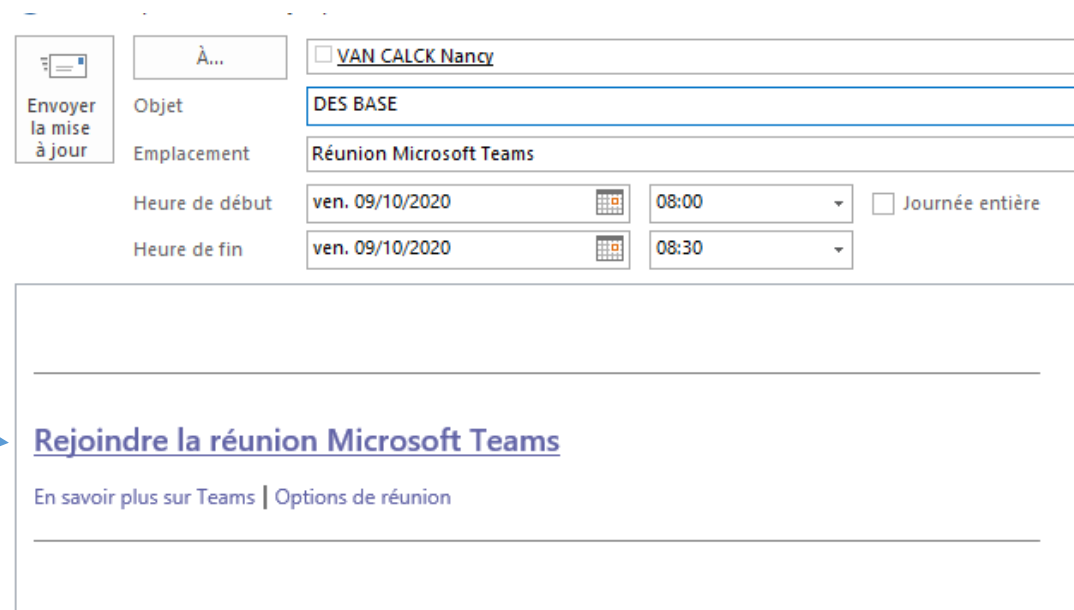 À...
VAN CALCK Nancy
Envoyer
la mise
à jour
Objet
DES BASE
Emplacement
Réunion Microsoft Teams
Heure de début
ven. 09/10/2020
08:00
Journée entière
Heure de fin
ven. 09/10/2020
08:30
Rejoindre la réunion Microsoft Teams
En savoir plus sur Teams | Options de réunion